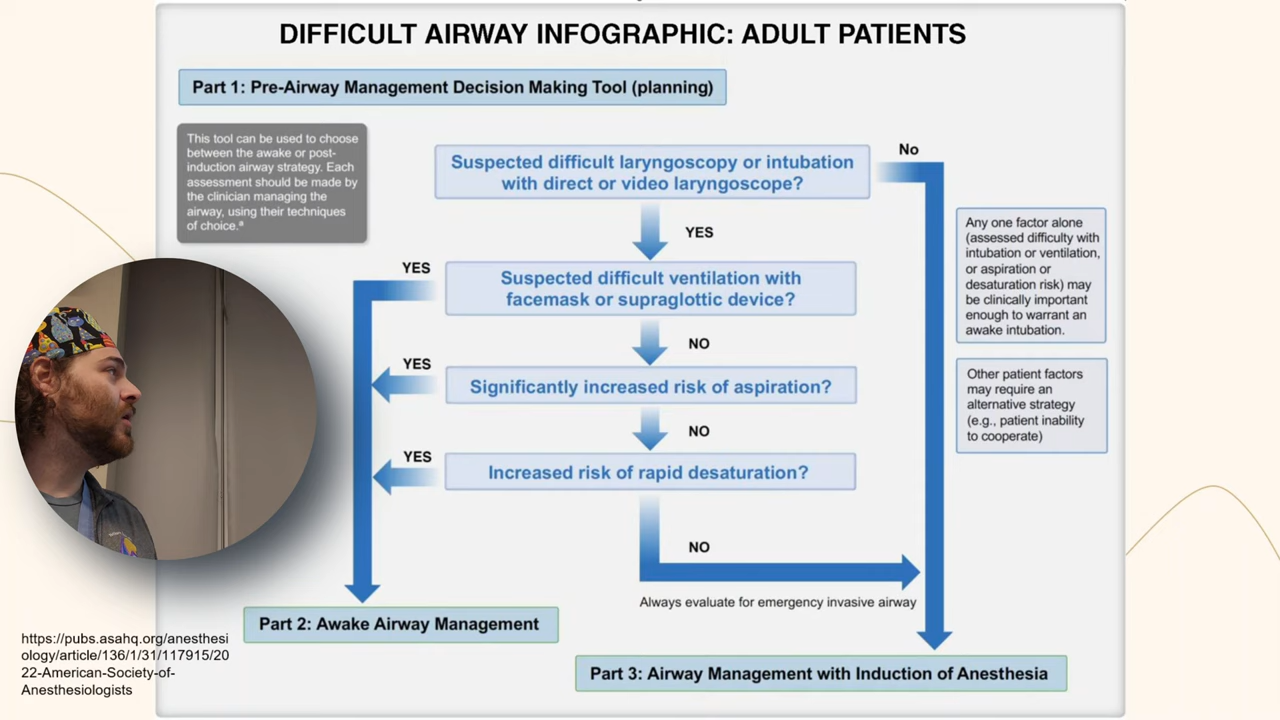 DIFFICULT AIRWAY INFOGRAPHIC: ADULT PATIENTS
Part 1: Pre-Airway Management Decision Making Tool (planning)
This tool can be used to choose
between the awake or post-
induction airway strategy. Each
assessment should be made by
the clinician managing the
airway, using their techniques
of choice.ª
Suspected difficult laryngoscopy or intubation
with direct or video laryngoscope?
No
YES
Any one factor alone
(assessed difficulty with
intubation or ventilation,
or aspiration or
desaturation risk) may
be clinically important
enough to warrant an
awake intubation.
YES
Suspected difficult ventilation with
facemask or supraglottic device?
NO
YES
Significantly increased risk of aspiration?
Other patient factors
may require an
alternative strategy
(e.g., patient inability
to cooperate)
NO
YES
Increased risk of rapid desaturation?
NO
Always evaluate for emergency invasive airway
Part 2: Awake Airway Management
Part 3: Airway Management with Induction of Anesthesia
https://pubs.asahq.org/anesthesi
ology/article/136/1/31/117915/20
22-American-Society-of-
Anesthesiologists